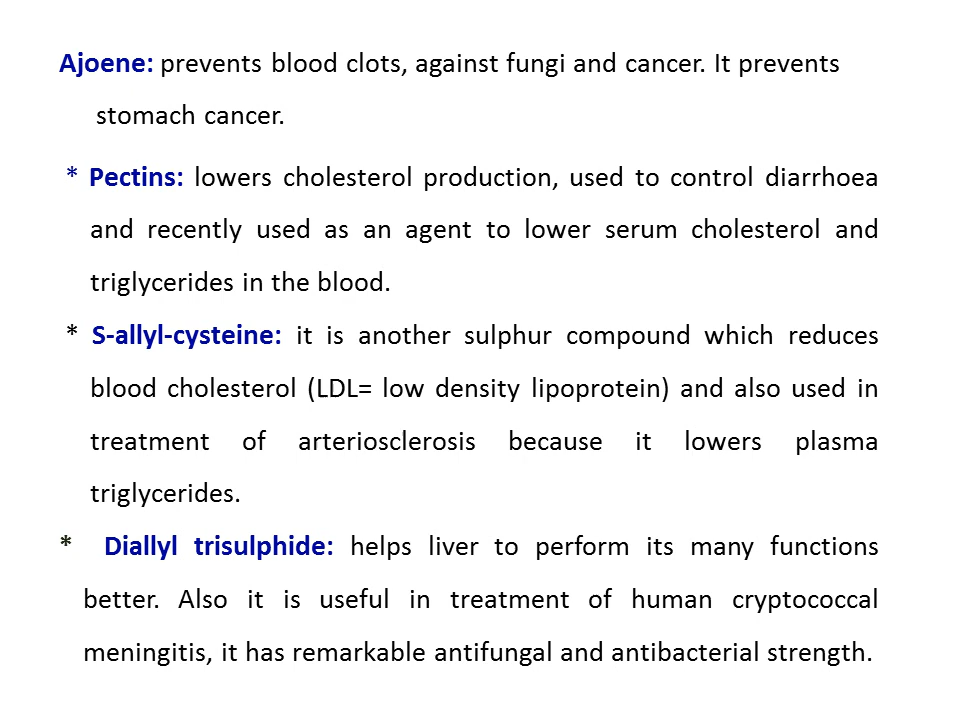 Ajoene: prevents blood clots, against fungi and cancer. It prevents
stomach cancer.
* Pectins: lowers cholesterol production, used to control diarrhoea
and recently used as an agent to lower serum cholesterol and
triglycerides in the blood.
* S-allyl-cysteine: it is another sulphur compound which reduces
blood cholesterol (LDL= low density lipoprotein) and also used in
treatment of arteriosclerosis because it lowers plasma
triglycerides.
* Diallyl trisulphide: helps liver to perform its many functions
better. Also it is useful in treatment of human cryptococcal
meningitis, it has remarkable antifungal and antibacterial strength.